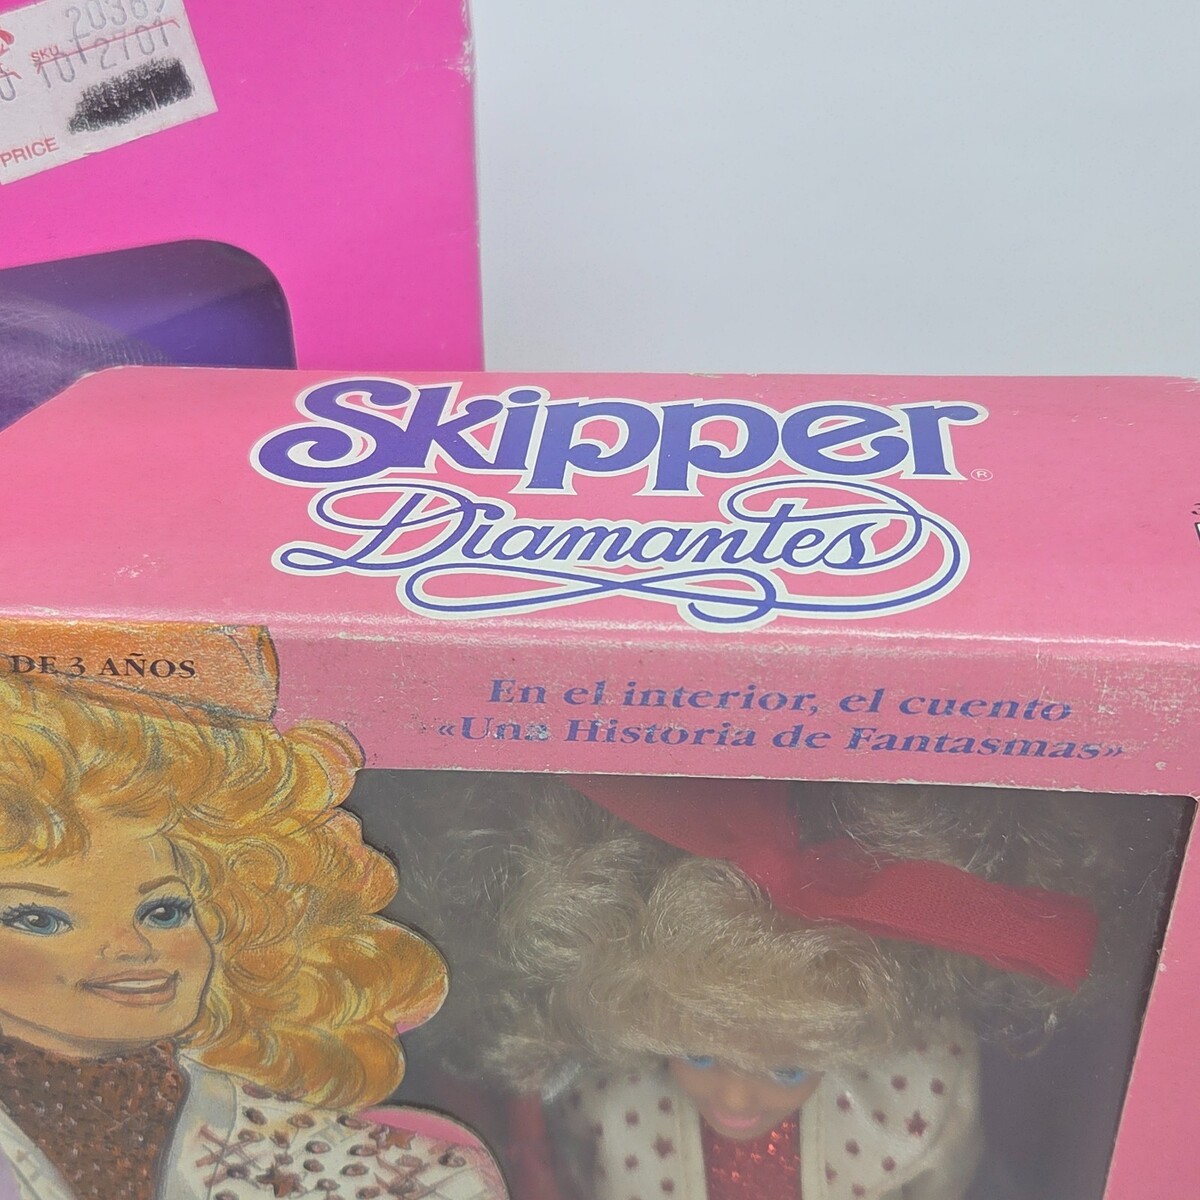 SKU
PRICE
Skipper®
Diamantes
DE 3 AÑOS
En el interior, el cuento
«Una Historia de Fantasmas»